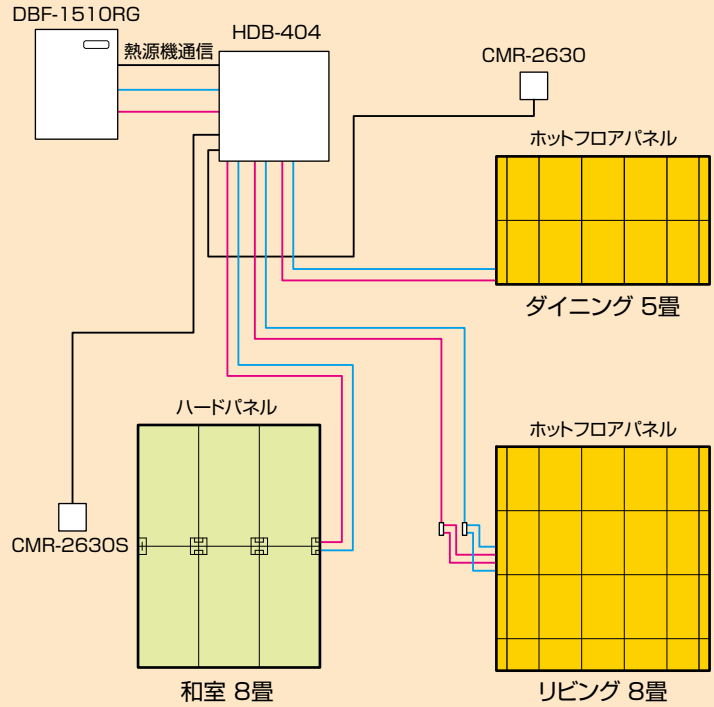 DBF-1510RG
熱源機通信
HDB-404
CMR-2630
ホットフロアパネル
ダイニング 5畳
ハードパネル
ホットフロアパネル
CMR-2630S
和室 8畳
リビング 8畳